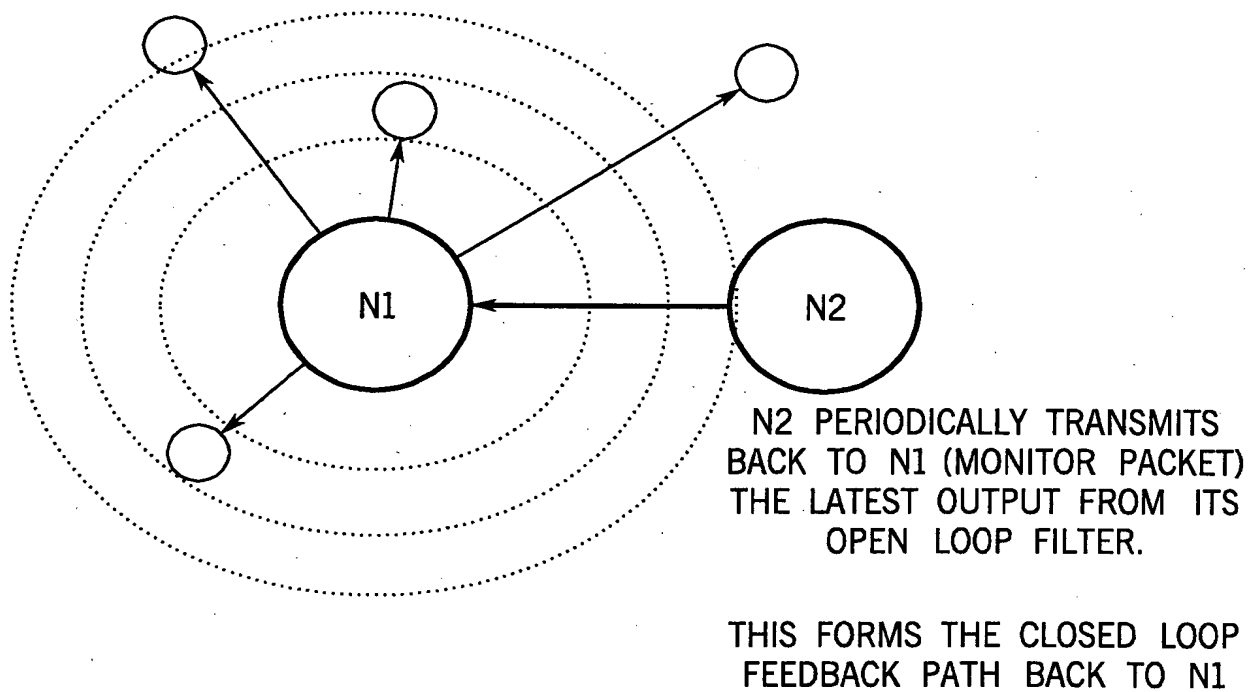 N1
N2
N2 PERIODICALLY TRANSMITS
BACK TO N1 (MONITOR PACKET)
THE LATEST OUTPUT FROM ITS
OPEN LOOP FILTER.
THIS FORMS THE CLOSED LOOP
FEEDBACK PATH BACK TO N1